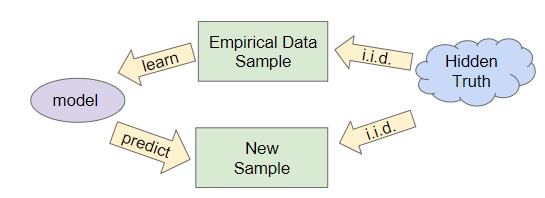 Empirical Data
Sample
learn
i.i.d.
Hidden
Truth
model
predict
New
Sample
i.i.d.